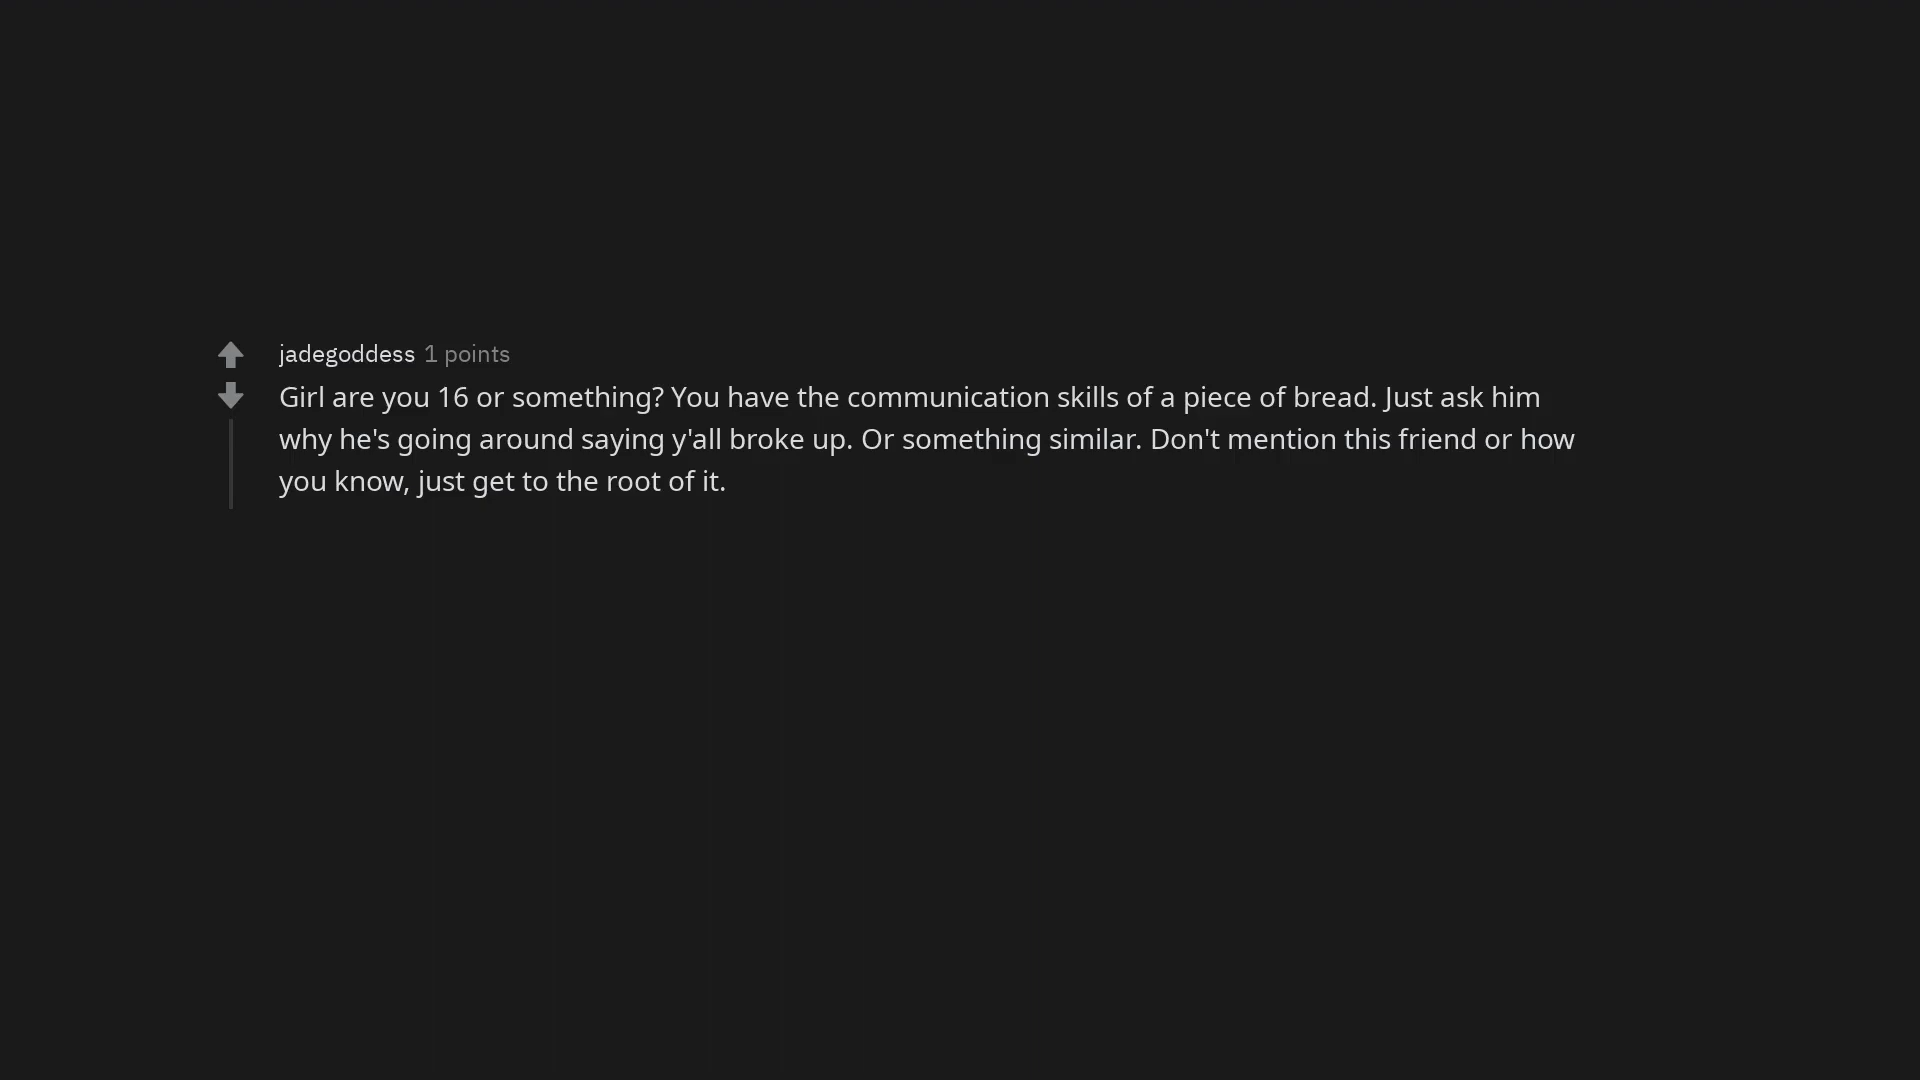 jadegoddess 1 points
Girl are you 16 or something? You have the communication skills of a piece of bread. Just ask him
why he's going around saying y'all broke up. Or something similar. Don't mention this friend or how
you know, just get to the root of it.